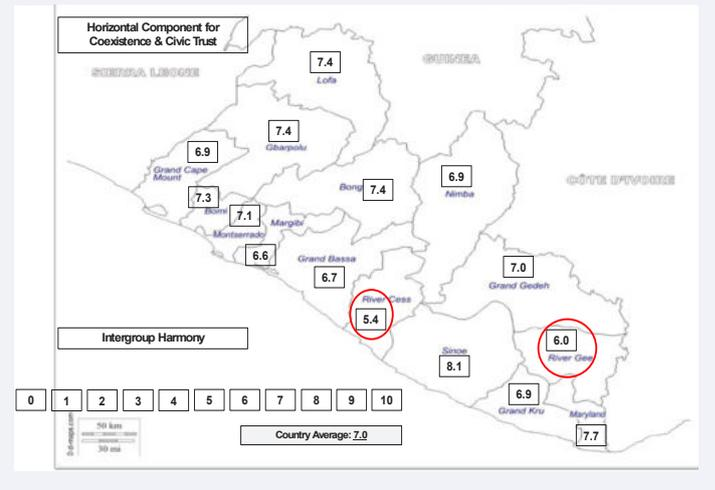 Horizontal Component for
Coexistence & Civic Trust
SIERRA LEONE
GUINEA
CÔTE D'IVOIRE
7.4
Lofa
7.4
Gbarpolu
6.9
Grand Cape
Mount
7.3
Bomi
7.1
Montserrado
Margibi
6.6
Bong
7.4
6.9
Nimba
Grand Bassa
6.7
River Cess
5.4
7.0
Grand Gedeh
Sinoe
8.1
6.0
River Gee
6.9
Grand Kru
Maryland
7.7
Intergroup Harmony
0 1 2 3 4 5 6 7 8 9 10
50 km
30 mi
Country Average: 7.0